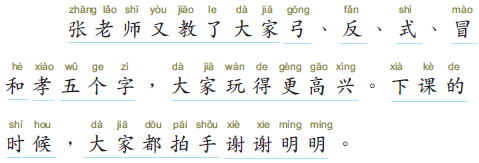 zhāng lǎo shī yòu jiāo le dà jiā gōng fǎn shì mào
张老师又教了大家弓、反、式、冒
hé xiào wǔ ge zì dà jiā wán de gèng gāo xìng xià kè de
和孝五个字，大家玩得更高兴。下课的
shí hou dà jiā dōu pāi shǒu xiè xie míng míng
时候，大家都拍手谢谢明明。